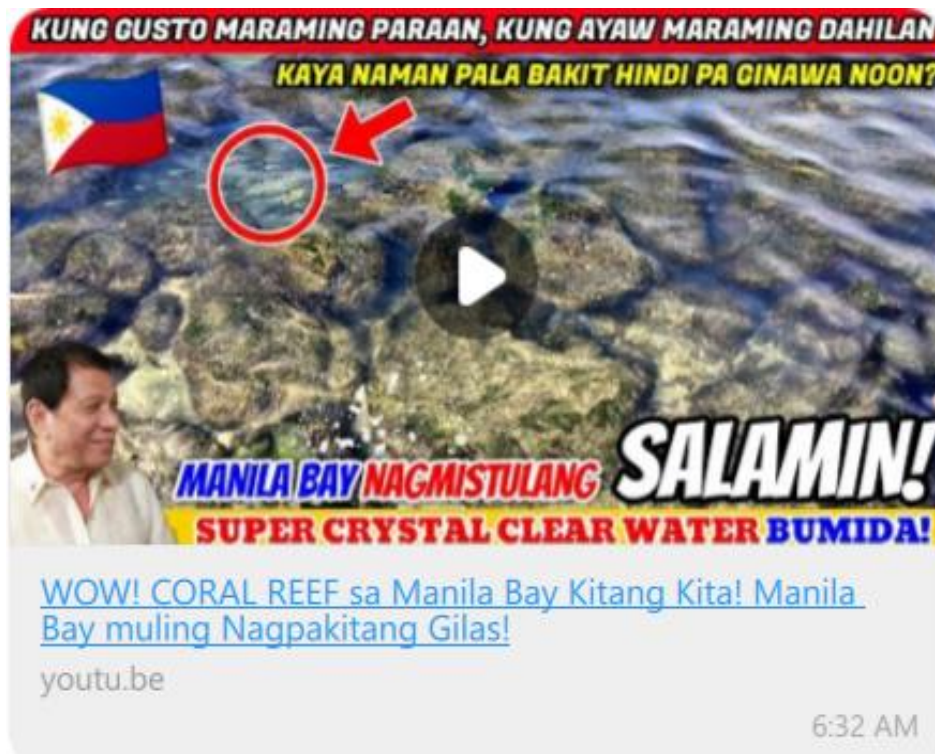 KUNG GUSTO MARAMING PARAAN, KUNG AYAW MARAMING DAHILAN
KAYA NAMAN PALA BAKIT HINDI PA GINAWA NOON?
MANILA BAY NAGMISTULANG SALAMIN!
SUPER CRYSTAL CLEAR WATER BUMIDA!
WOW! CORAL REEF sa Manila Bay Kitang Kita! Manila
Bay muling Nagpakitang Gilas!
youtu.be
6:32 AM